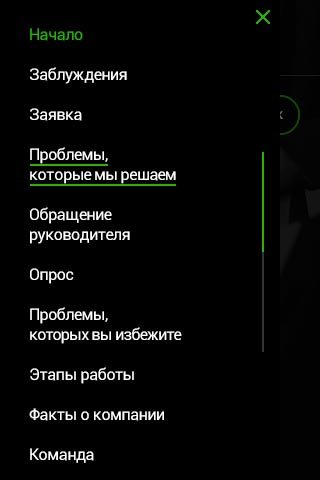 Начало
Заблуждения
Заявка
Проблемы,
которые мы решаем
Обращение
руководителя
Опрос
Проблемы,
которых вы избежите
Этапы работы
Факты о компании
Команда